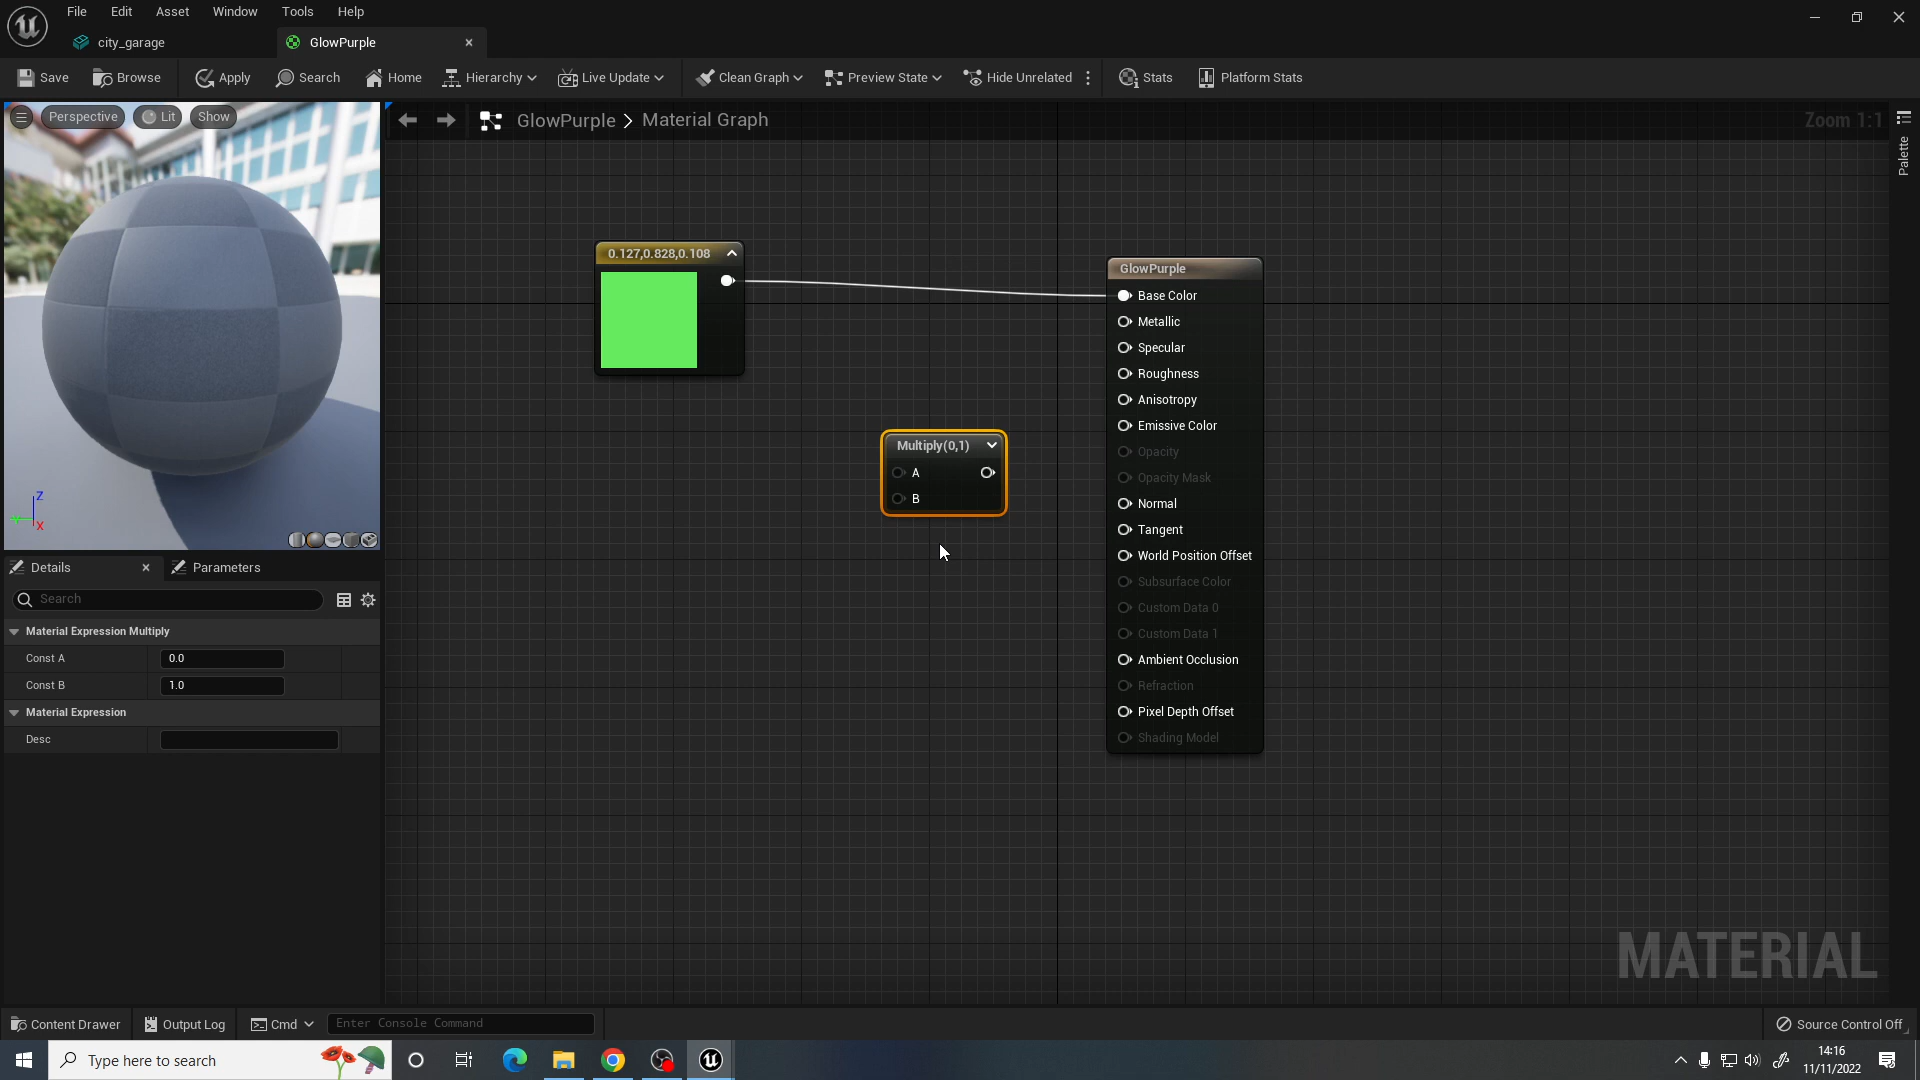 File Edit Asset Window Tools Help
city_garage
GlowPurple
Save Browse Apply Search Home Hierarchy Live Update Clean Graph Preview State Hide Unrelated Stats Platform Stats
Perspective Lit Show
GlowPurple > Material Graph
Zoom 1:1
Palette
0.127,0.828,0.108
GlowPurple
Base Color
Metallic
Specular
Roughness
Anisotropy
Emissive Color
Opacity
Opacity Mask
Normal
Tangent
World Position Offset
Subsurface Color
Custom Data 0
Custom Data 1
Ambient Occlusion
Refraction
Pixel Depth Offset
Shading Model
Multiply(0,1)
A
B
Z
X
Details Parameters
Search
Material Expression Multiply
Const A 0.0
Const B 1.0
Material Expression
Desc
MATERIAL
Content Drawer Output Log Cmd Enter Console Command Source Control Off
Type here to search
14:16
11/11/2022